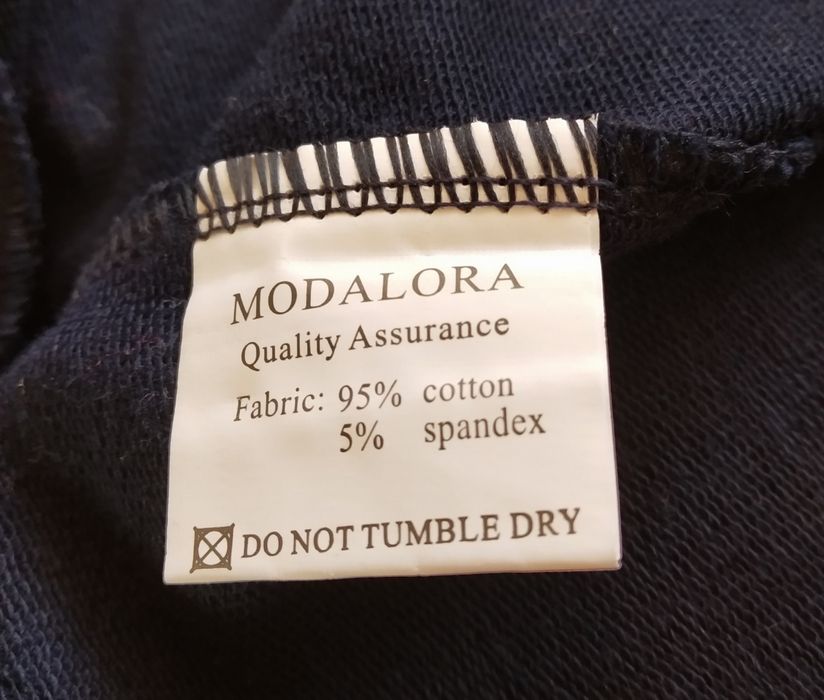 MODALORA
Quality Assurance
Fabric: 95% cotton
5% spandex
DO NOT TUMBLE DRY